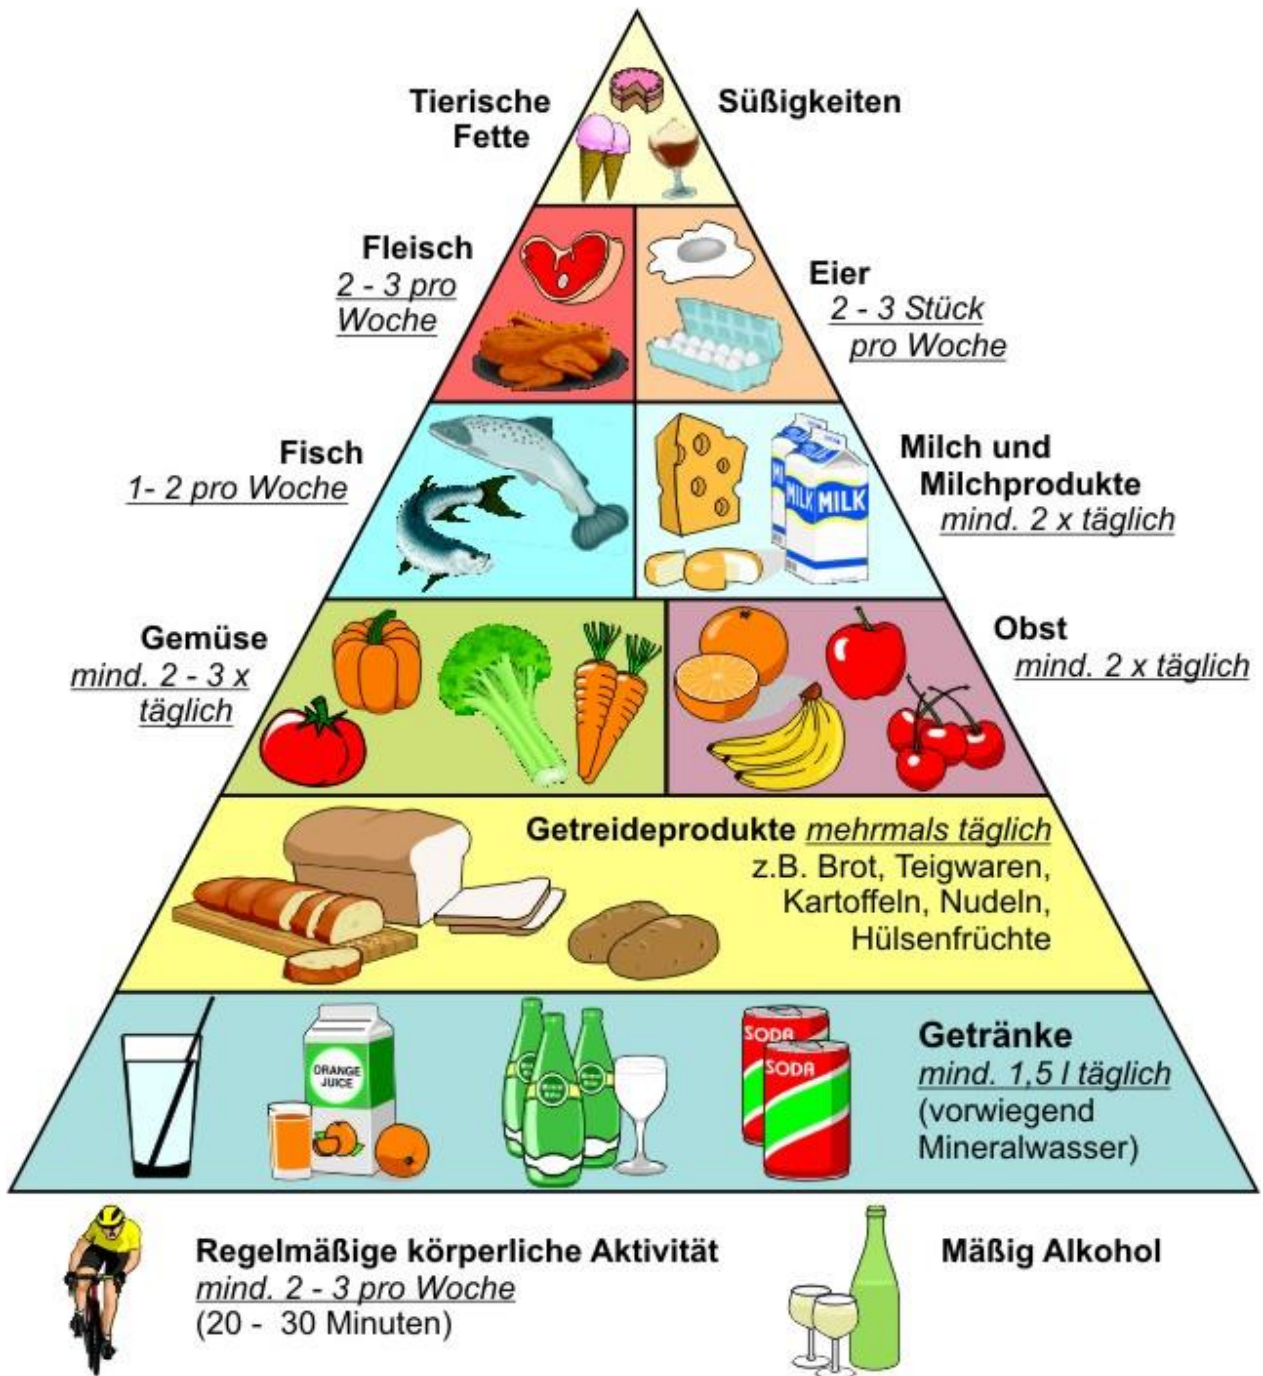 Tierische
Fette
Süßigkeiten
Fleisch
2 - 3 pro
Woche
Eier
2 - 3 Stück
pro Woche
Fisch
1- 2 pro Woche
Milch und
Milchprodukte
mind. 2 x täglich
MILK
MILK
Gemüse
mind. 2 - 3 x
täglich
Obst
mind. 2 x täglich
Getreideprodukte mehrmals täglich
z.B. Brot, Teigwaren,
Kartoffeln, Nudeln,
Hülsenfrüchte
ORANGE
JUICE
SODA
SODA
Getränke
mind. 1,5 l täglich
(vorwiegend
Mineralwasser)
Regelmäßige körperliche Aktivität
mind. 2 - 3 pro Woche
(20 - 30 Minuten)
Mäßig Alkohol